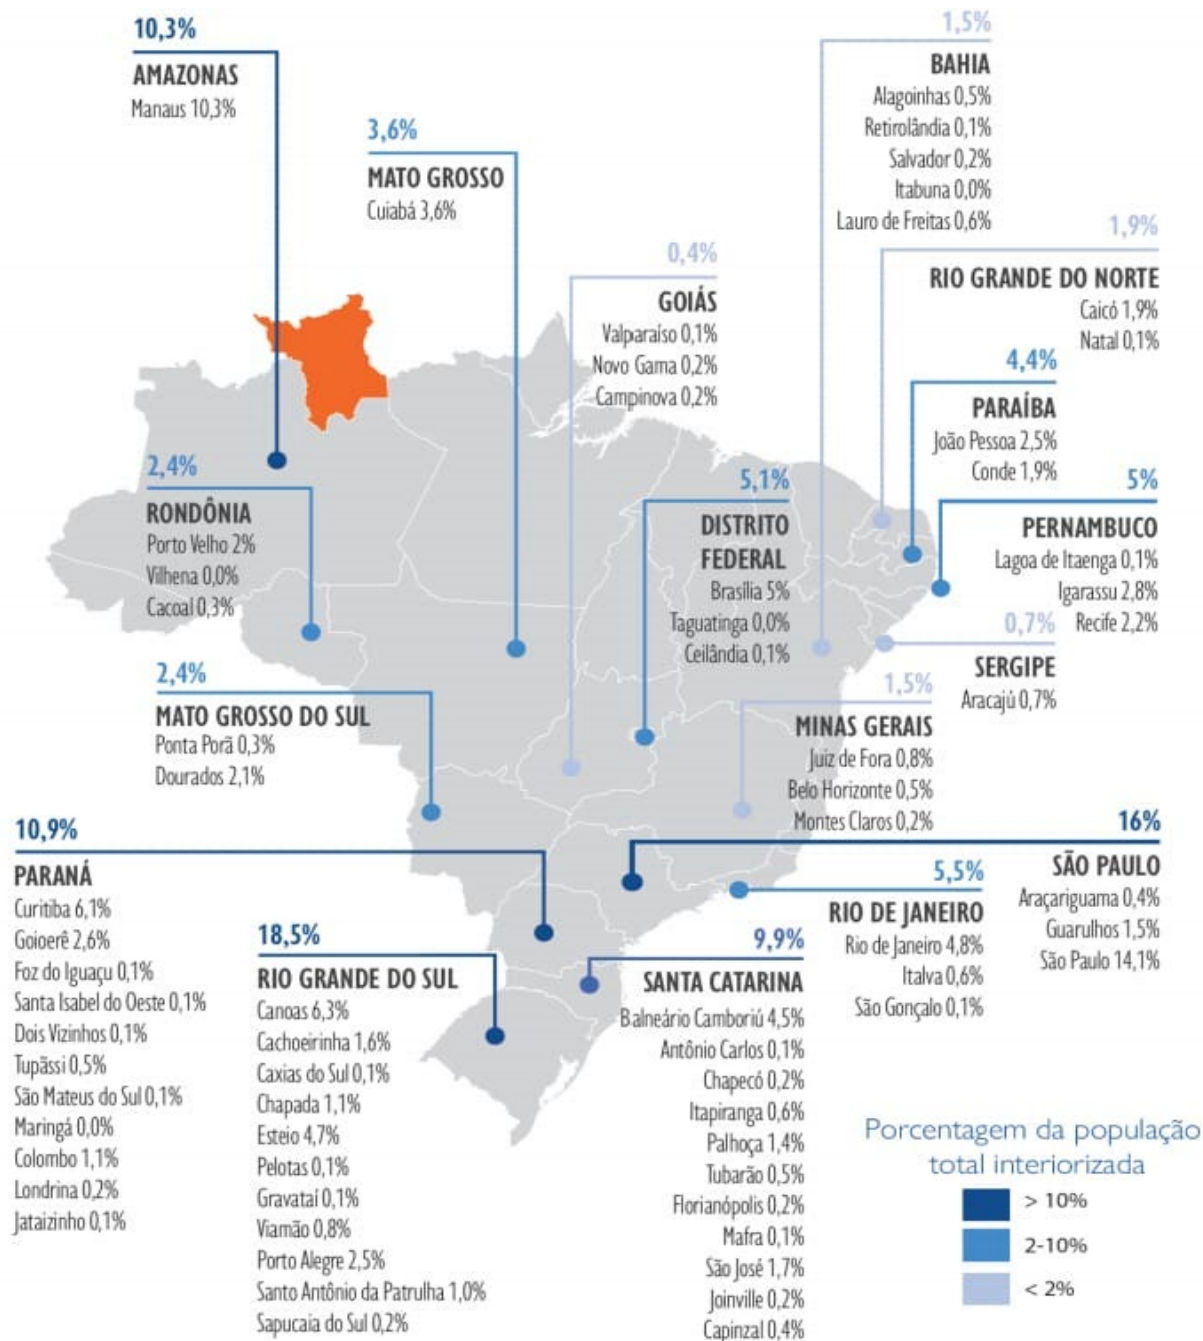 10,3%
AMAZONAS
Manaus 10,3%
3,6%
MATO GROSSO
Cuiabá 3,6%
0,4%
GOIÁS
Valparaíso 0,1%
Novo Gama 0,2%
Campinova 0,2%
1,5%
BAHIA
Alagoinhas 0,5%
Retirolândia 0,1%
Salvador 0,2%
Itabuna 0,0%
Lauro de Freitas 0,6%
1,9%
RIO GRANDE DO NORTE
Caicó 1,9%
Natal 0,1%
4,4%
PARAÍBA
João Pessoa 2,5%
Conde 1,9%
2,4%
RONDÔNIA
Porto Velho 2%
Vilhena 0,0%
Cacoal 0,3%
5,1%
DISTRITO
FEDERAL
Brasília 5%
Taguatinga 0,0%
Ceilândia 0,1%
5%
PERNAMBUCO
Lagoa de Itaenga 0,1%
Igarassu 2,8%
Recife 2,2%
0,7%
SERGIPE
Aracajú 0,7%
2,4%
MATO GROSSO DO SUL
Ponta Porã 0,3%
Dourados 2,1%
1,5%
MINAS GERAIS
Juiz de Fora 0,8%
Belo Horizonte 0,5%
Montes Claros 0,2%
10,9%
PARANÁ
Curitiba 6,1%
Goioerê 2,6%
Foz do Iguaçu 0,1%
Santa Isabel do Oeste 0,1%
Dois Vizinhos 0,1%
Tupãssi 0,5%
São Mateus do Sul 0,1%
Maringá 0,0%
Colombo 1,1%
Londrina 0,2%
Jataizinho 0,1%
18,5%
RIO GRANDE DO SUL
Canoas 6,3%
Cachoeirinha 1,6%
Caxias do Sul 0,1%
Chapada 1,1%
Esteio 4,7%
Pelotas 0,1%
Gravataí 0,1%
Viamão 0,8%
Porto Alegre 2,5%
Santo Antônio da Patrulha 1,0%
Sapucaia do Sul 0,2%
9,9%
SANTA CATARINA
Balneário Camboriú 4,5%
Antônio Carlos 0,1%
Chapecó 0,2%
Itapiranga 0,6%
Palhoça 1,4%
Tubarão 0,5%
Florianópolis 0,2%
Mafra 0,1%
São José 1,7%
Joinville 0,2%
Capinzal 0,4%
5,5%
RIO DE JANEIRO
Rio de Janeiro 4,8%
Italva 0,6%
São Gonçalo 0,1%
16%
SÃO PAULO
Araçariguama 0,4%
Guarulhos 1,5%
São Paulo 14,1%
Porcentagem da população
total interiorizada
> 10%
2-10%
< 2%